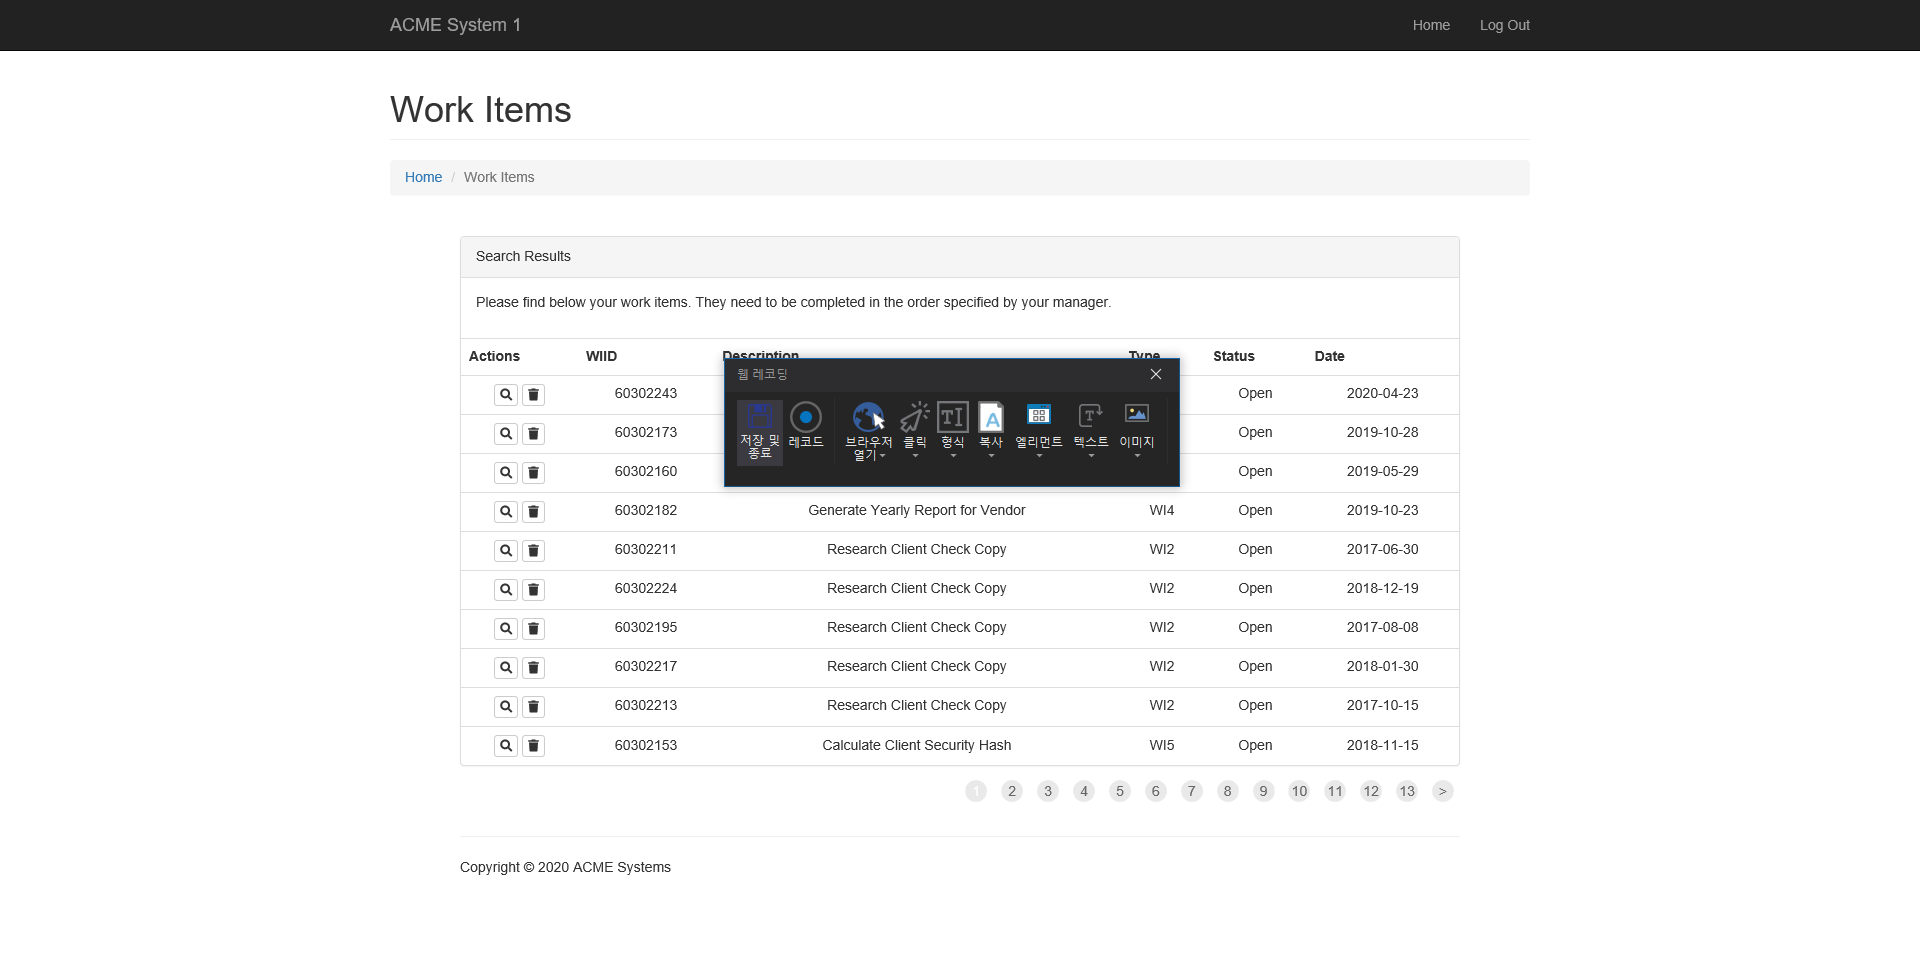 ACME System 1 Home Log Out
Work Items
Home / Work Items
Search Results
Please find below your work items. They need to be completed in the order specified by your manager.
Actions WIID Description Type Status Date
60302243 Open 2020-04-23
60302173 Open 2019-10-28
60302160 Open 2019-05-29
웹 레코딩
저장 및 종료 레코드 브라우저 열기 클릭 형식 복사 엘리먼트 텍스트 이미지
60302182 Generate Yearly Report for Vendor WI4 Open 2019-10-23
60302211 Research Client Check Copy WI2 Open 2017-06-30
60302224 Research Client Check Copy WI2 Open 2018-12-19
60302195 Research Client Check Copy WI2 Open 2017-08-08
60302217 Research Client Check Copy WI2 Open 2018-01-30
60302213 Research Client Check Copy WI2 Open 2017-10-15
60302153 Calculate Client Security Hash WI5 Open 2018-11-15
1 2 3 4 5 6 7 8 9 10 11 12 13 >
Copyright © 2020 ACME Systems